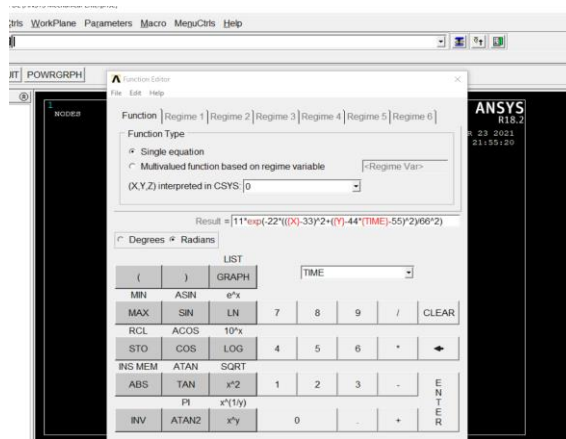 Ctrls WorkPlane Parameters Macro MenuCtrls Help
POWRGRPH
1
NODES
ANSYS
R18.2
R 23 2021
21:55:20
Function Editor
File Edit Help
Function Regime 1 Regime 2 Regime 3 Regime 4 Regime 5 Regime 6
Function Type
Single equation
Multivalued function based on regime variable <Regime Var>
(X,Y,Z) interpreted in CSYS: 0
Result = 11*exp(-22*(({X}-33)^2+({Y}-44*{TIME}-55)^2)/66^2)
Degrees Radians
LIST
( ) GRAPH TIME
MIN ASIN e^x
MAX SIN LN 7 8 9 / CLEAR
RCL ACOS 10^x
STO COS LOG 4 5 6 *
INS MEM ATAN SQRT
ABS TAN x^2 1 2 3 - ENTER
PI x^(1/y)
INV ATAN2 x^y 0 . +